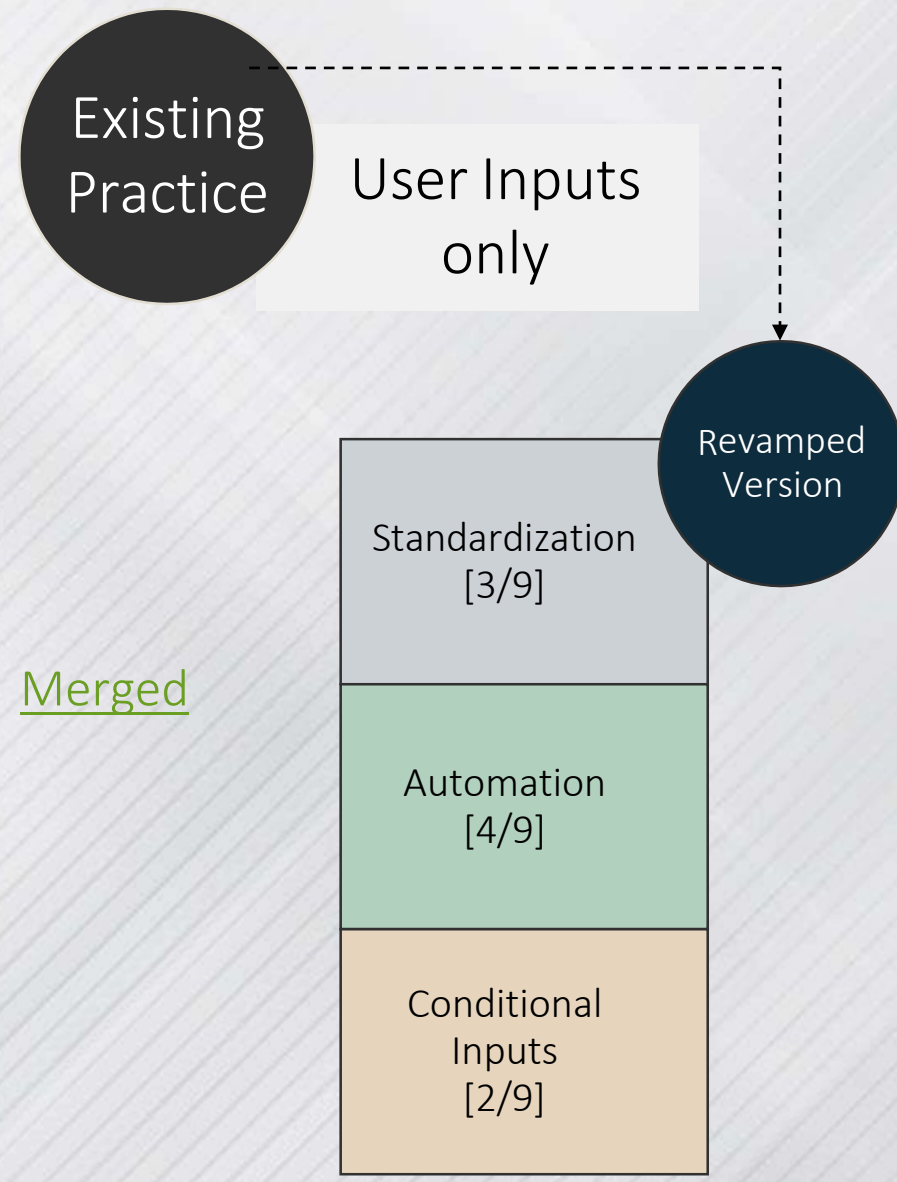 Existing
Practice
User Inputs
only
Revamped
Version
Standardization
[3/9]
Merged
Automation
[4/9]
Conditional
Inputs
[2/9]